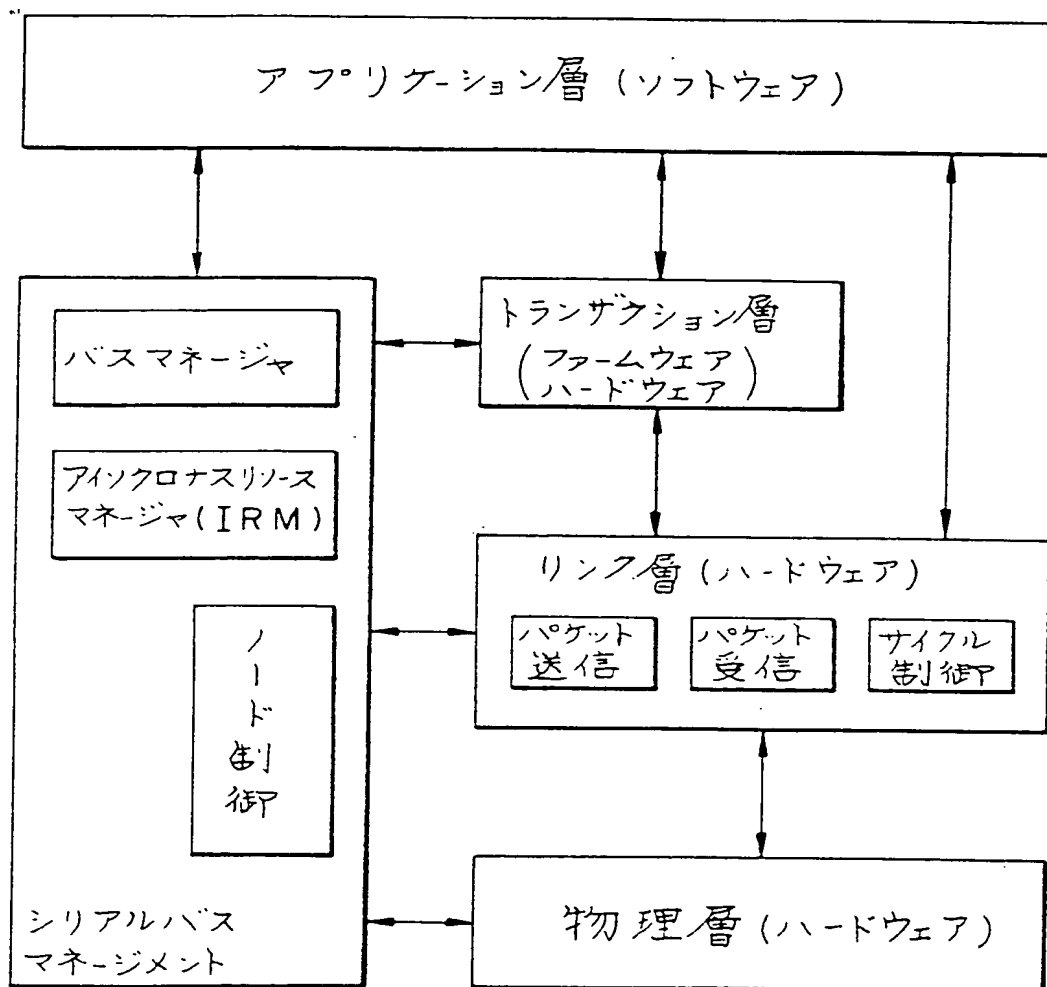 アプリケーション層(ソフトウェア)
バスマネージャ
アイソクロナスリソース
マネージャ(IRM)
ノード制御
シリアルバス
マネージメント
トランザクション層
(ファームウェア
ハードウェア)
リンク層(ハードウェア)
パケット
送信
パケット
受信
サイクル
制御
物理層(ハードウェア)